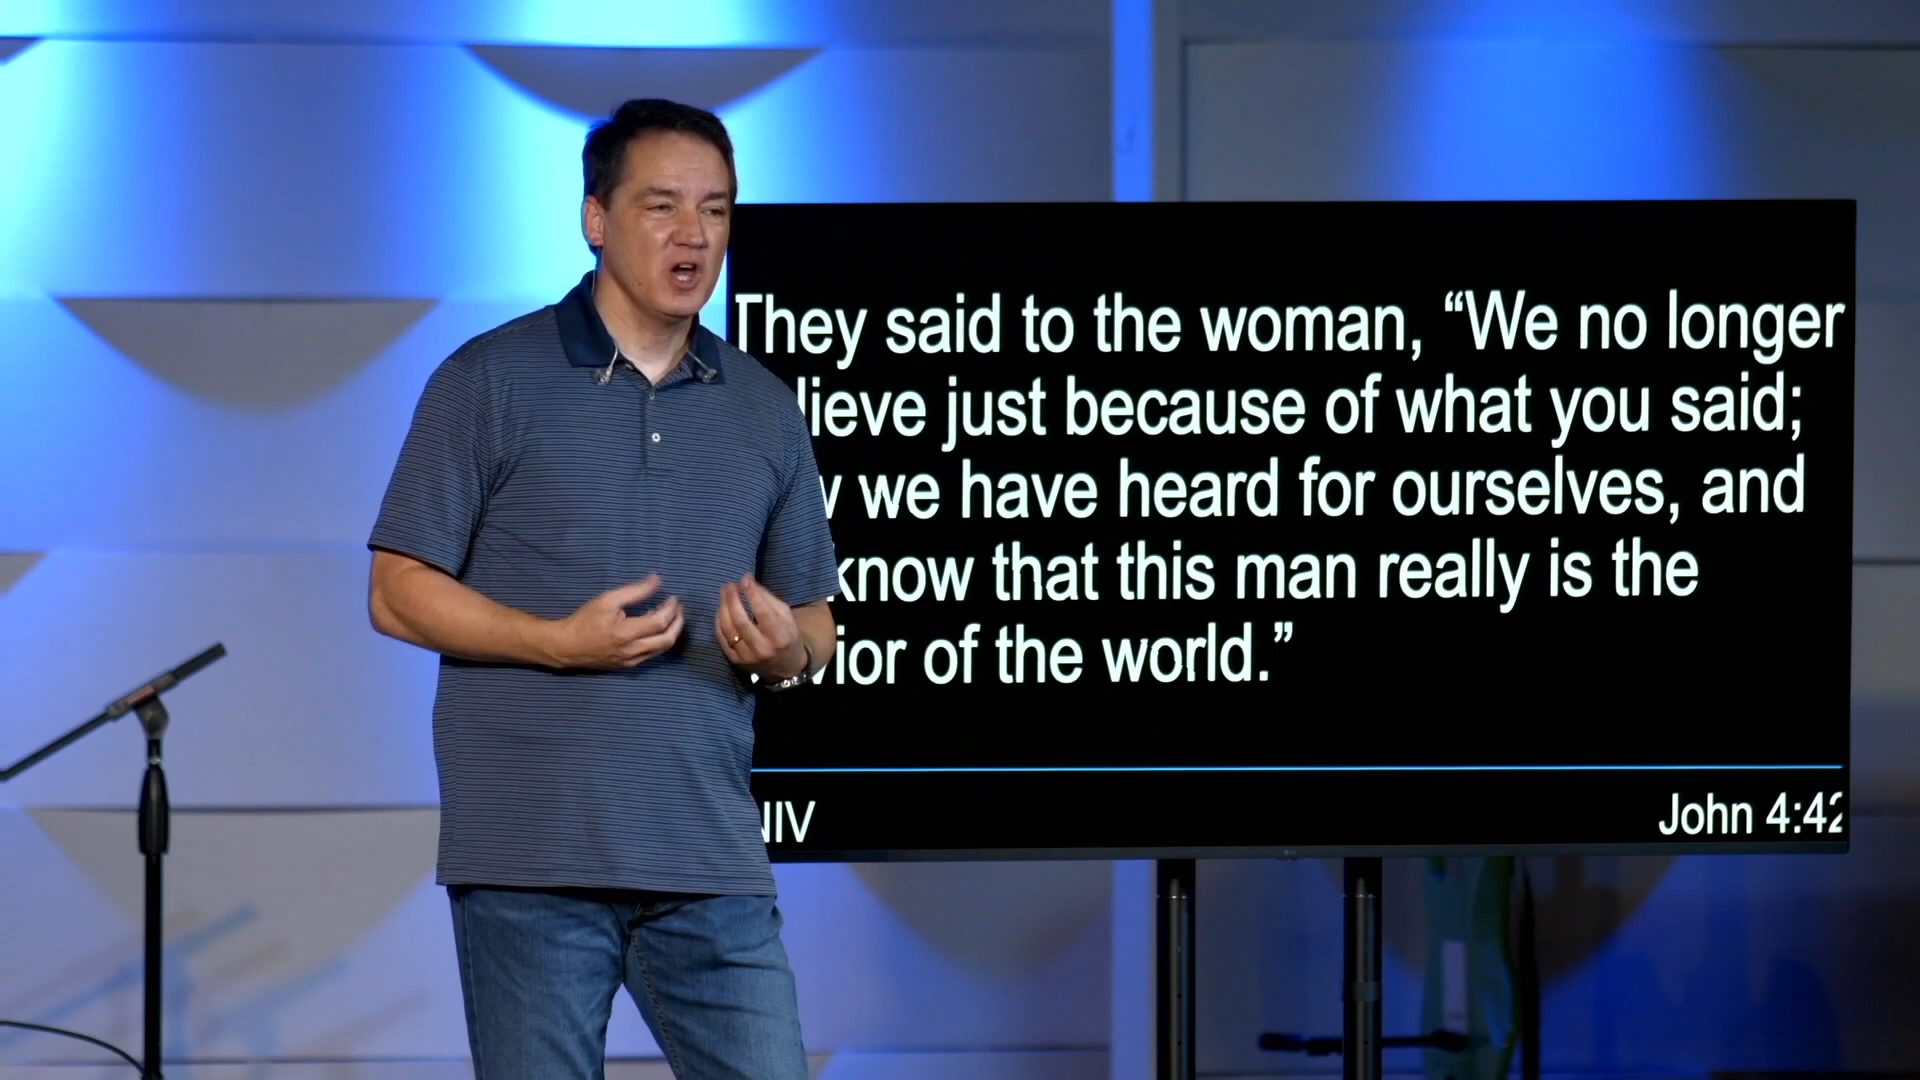 They said to the woman, “We no longer
lieve just because of what you said;
we have heard for ourselves, and
know that this man really is the
of the world.”
NIV
John 4:42